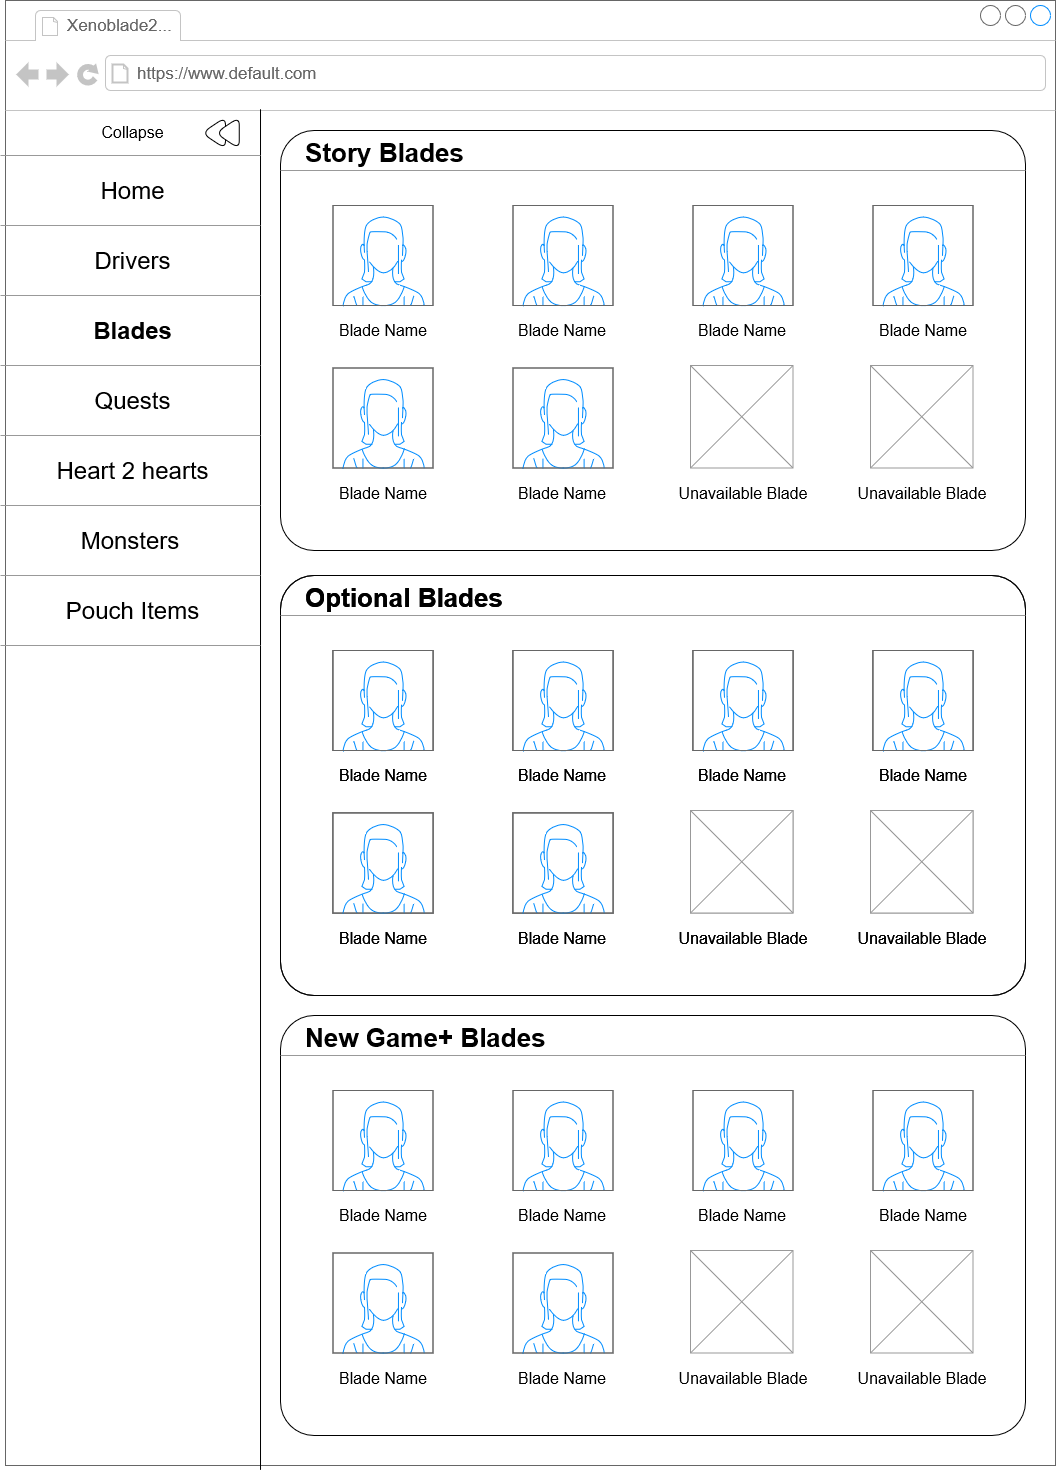 Xenoblade2...
https://www.default.com
Collapse
Home
Drivers
Blades
Quests
Heart 2 hearts
Monsters
Pouch Items
Story Blades
Blade Name Blade Name Blade Name Blade Name
Blade Name Blade Name Unavailable Blade Unavailable Blade
Optional Blades
Blade Name Blade Name Blade Name Blade Name
Blade Name Blade Name Unavailable Blade Unavailable Blade
New Game+ Blades
Blade Name Blade Name Blade Name Blade Name
Blade Name Blade Name Unavailable Blade Unavailable Blade